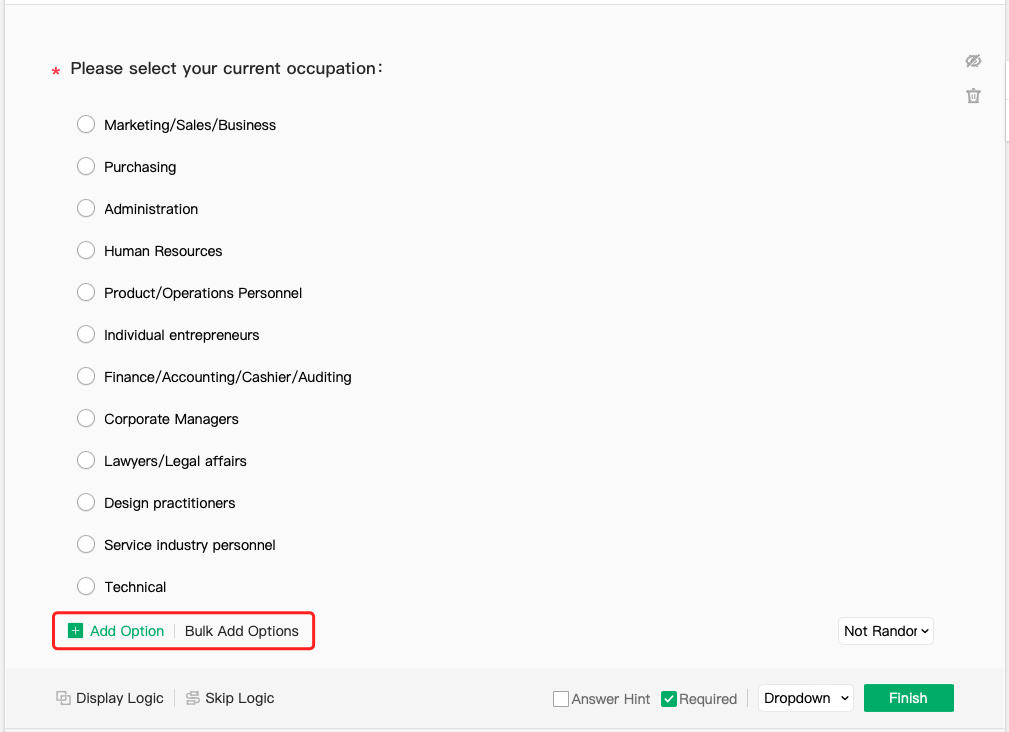 * Please select your current occupation:
Marketing/Sales/Business
Purchasing
Administration
Human Resources
Product/Operations Personnel
Individual entrepreneurs
Finance/Accounting/Cashier/Auditing
Corporate Managers
Lawyers/Legal affairs
Design practitioners
Service industry personnel
Technical
Add Option Bulk Add Options Not Randor
Display Logic Skip Logic Answer Hint Required Dropdown Finish